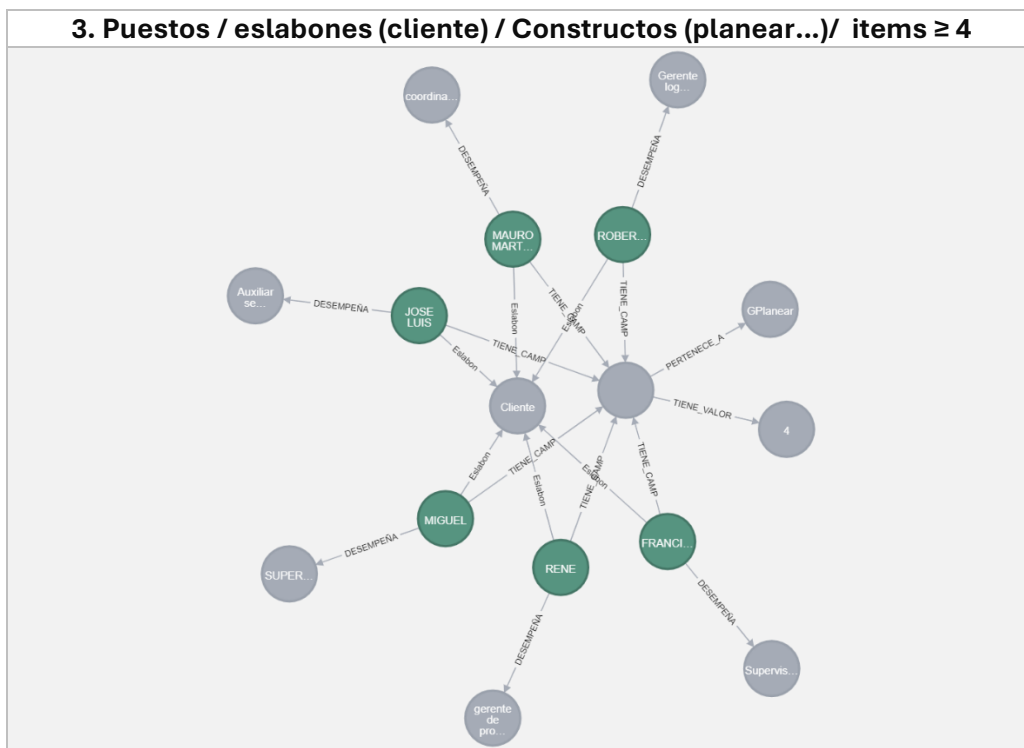 3. Puestos / eslabones (cliente) / Constructos (planear...)/ items ≥ 4
coordina...
Gerente
log...
DESEMPEÑA
DESEMPEÑA
MAURO
MART...
ROBER...
Auxiliar
se...
DESEMPEÑA
JOSE
LUIS
Eslabon
TIENE_CAMP
Eslabon
TIENE_CAMP
GPlanear
PERTENECE_A
TIENE_CAMP
Eslabon
Cliente
TIENE_VALOR
4
Eslabon
TIENE_CAMP
Eslabon
TIENE_CAMP
Eslabon
TIENE_CAMP
MIGUEL
DESEMPEÑA
SUPER...
RENE
FRANCI...
DESEMPEÑA
DESEMPEÑA
Supervis...
gerente
de
pro...